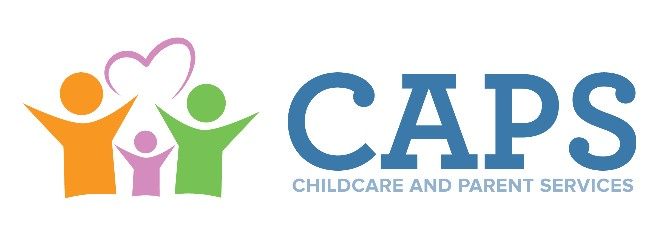 CAPS
CHILDCARE AND PARENT SERVICES